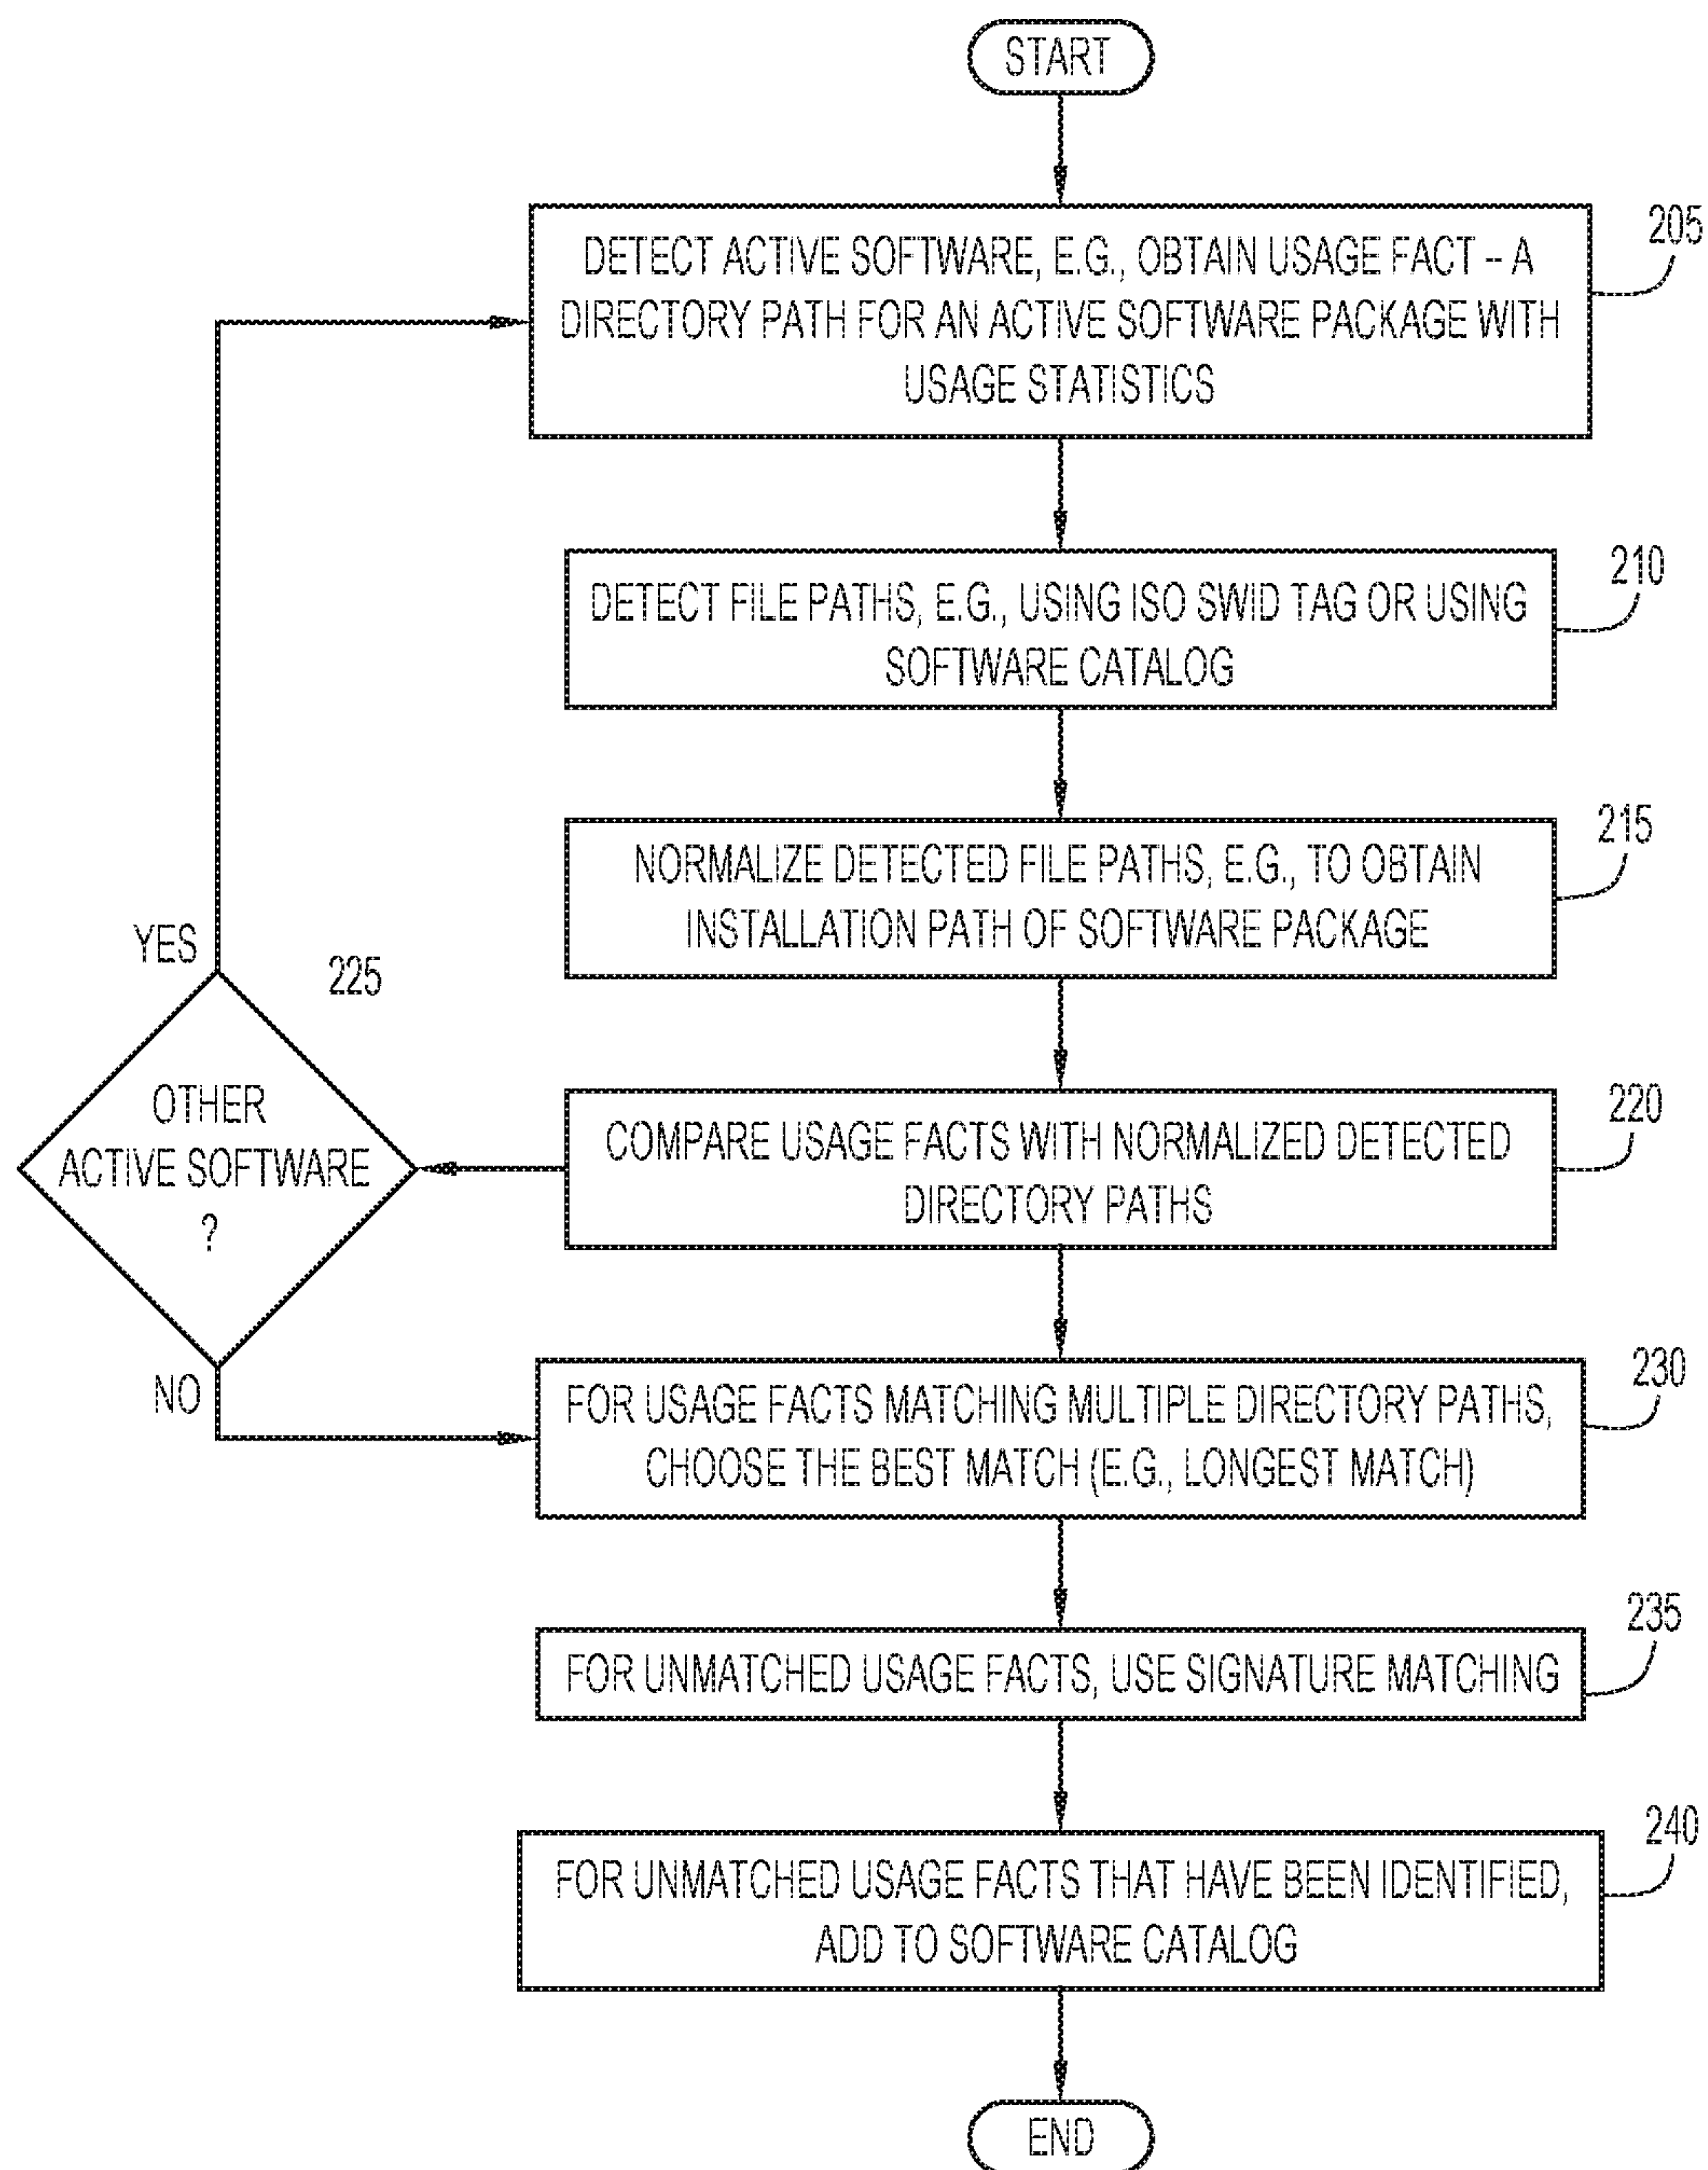 START
DETECT ACTIVE SOFTWARE, E.G., OBTAIN USAGE FACT -- A
DIRECTORY PATH FOR AN ACTIVE SOFTWARE PACKAGE WITH
USAGE STATISTICS
205
DETECT FILE PATHS, E.G., USING ISO SWID TAG OR USING
SOFTWARE CATALOG
210
NORMALIZE DETECTED FILE PATHS, E.G., TO OBTAIN
INSTALLATION PATH OF SOFTWARE PACKAGE
215
COMPARE USAGE FACTS WITH NORMALIZED DETECTED
DIRECTORY PATHS
220
YES
225
OTHER
ACTIVE SOFTWARE
?
NO
FOR USAGE FACTS MATCHING MULTIPLE DIRECTORY PATHS,
CHOOSE THE BEST MATCH (E.G., LONGEST MATCH)
230
FOR UNMATCHED USAGE FACTS, USE SIGNATURE MATCHING
235
FOR UNMATCHED USAGE FACTS THAT HAVE BEEN IDENTIFIED,
ADD TO SOFTWARE CATALOG
240
END